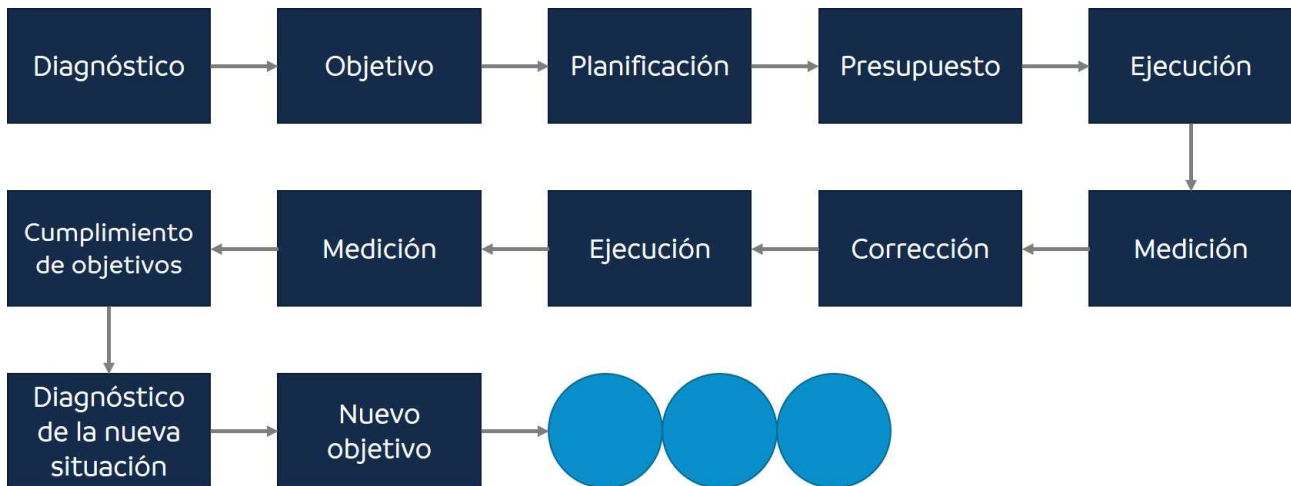 Diagnóstico
Objetivo
Planificación
Presupuesto
Ejecución
Cumplimiento
de objetivos
Medición
Ejecución
Corrección
Medición
Diagnóstico
de la nueva
situación
Nuevo
objetivo